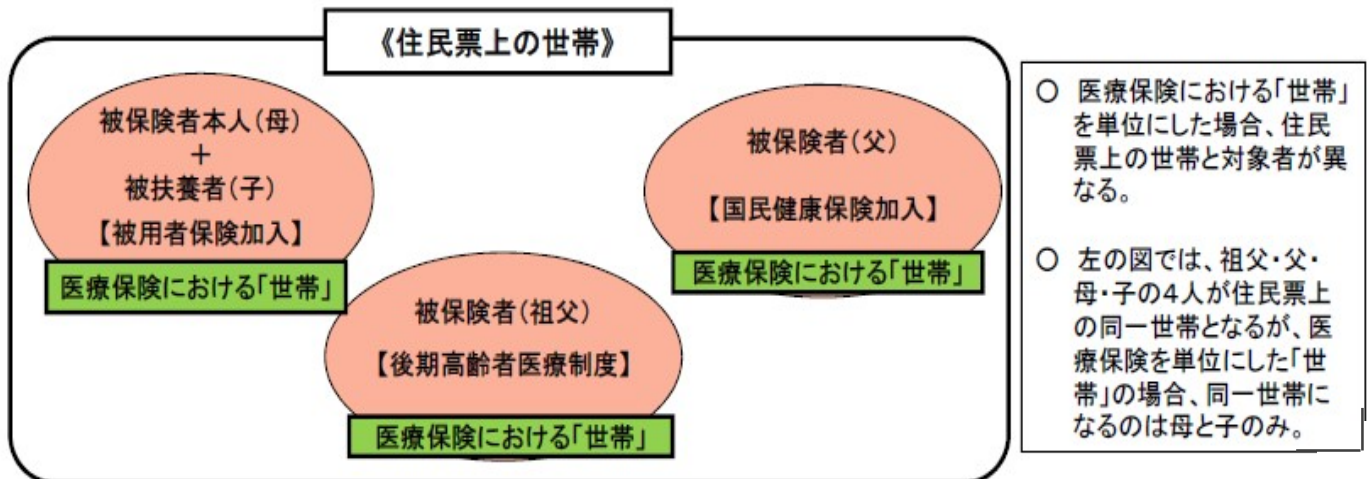 《住民票上の世帯》
被保険者本人(母)
+
被扶養者(子)
【被用者保険加入】
医療保険における「世帯」
被保険者(祖父)
【後期高齢者医療制度】
医療保険における「世帯」
被保険者(父)
【国民健康保険加入】
医療保険における「世帯」
○ 医療保険における「世帯」
を単位にした場合、住民
票上の世帯と対象者が異
なる。
○ 左の図では、祖父・父・
母・子の4人が住民票上
の同一世帯となるが、医
療保険を単位にした「世
帯」の場合、同一世帯に
なるのは母と子のみ。